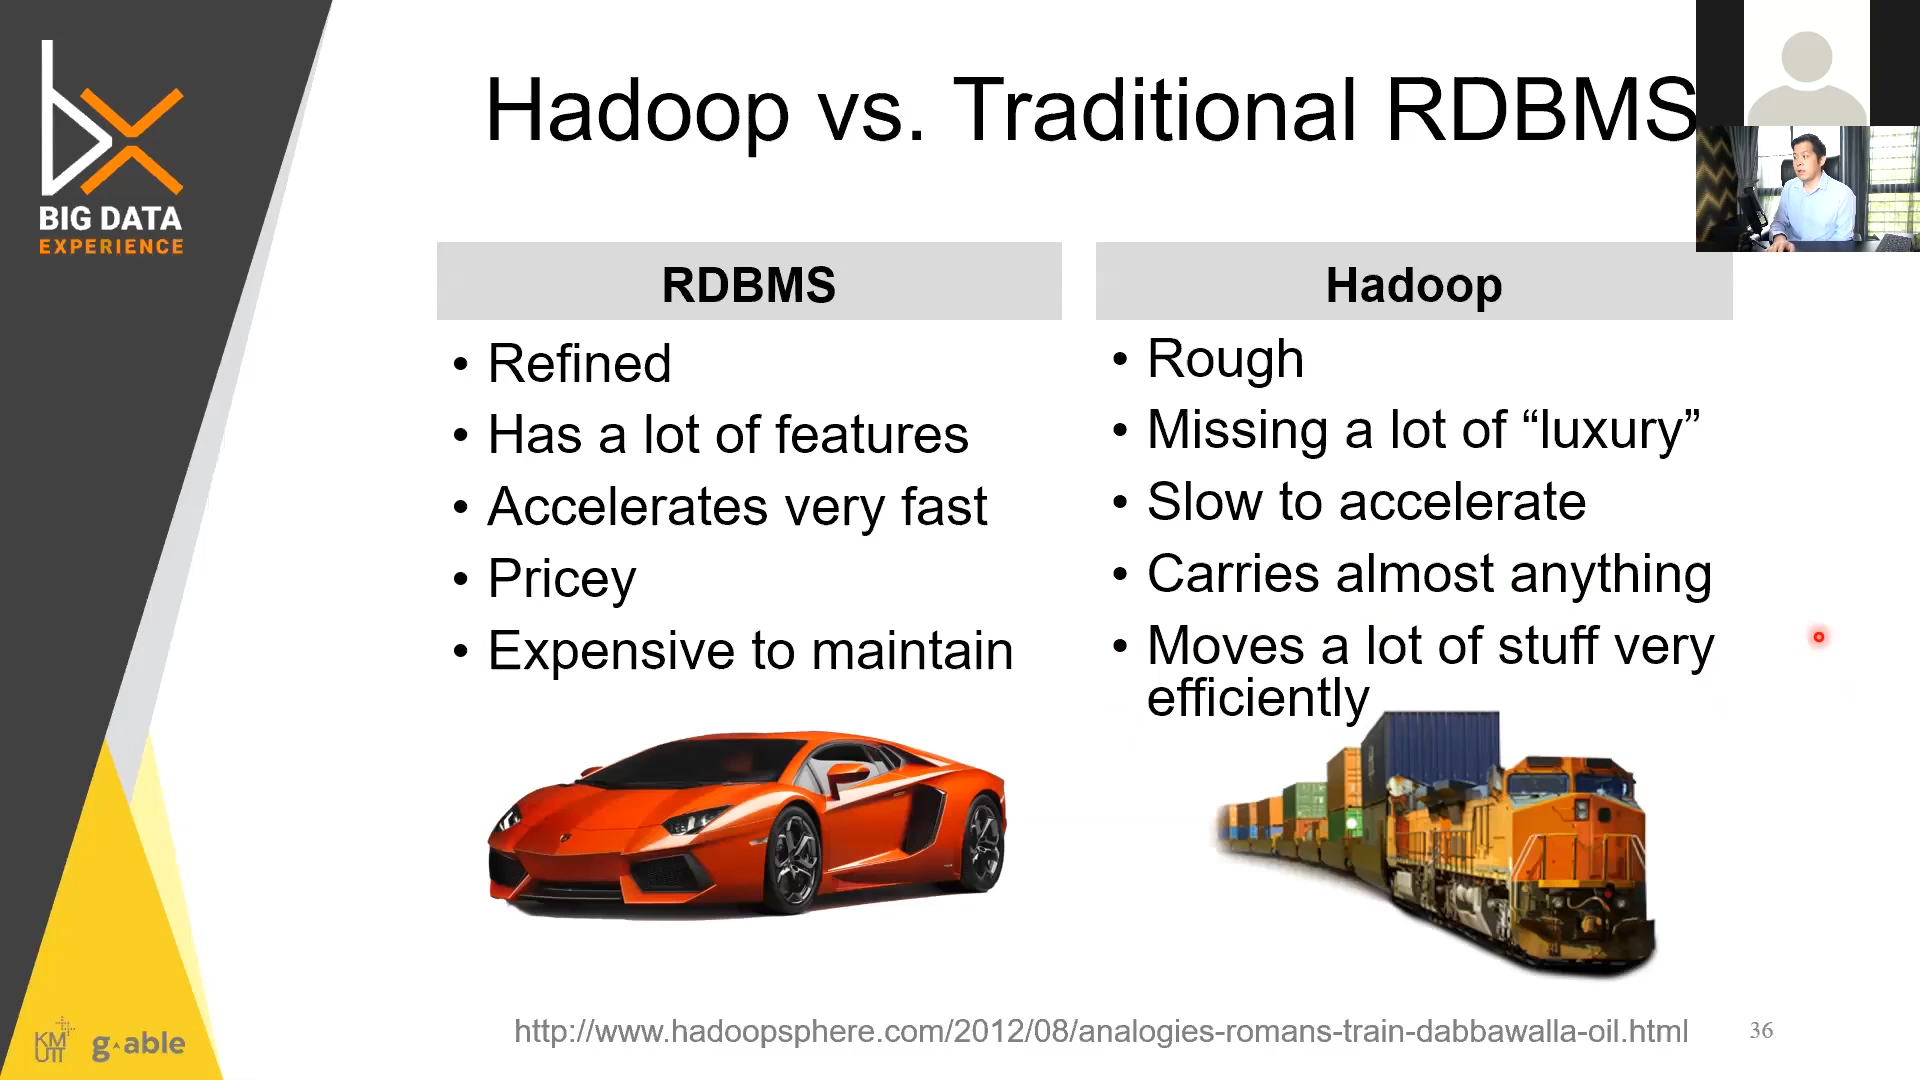 Hadoop vs. Traditional RDBMS
BIG DATA
EXPERIENCE
RDBMS
• Refined
• Has a lot of features
• Accelerates very fast
• Pricey
• Expensive to maintain
Hadoop
• Rough
• Missing a lot of “luxury”
• Slow to accelerate
• Carries almost anything
• Moves a lot of stuff very
efficiently
KM
UTT
g-able
http://www.hadoopsphere.com/2012/08/analogies-romans-train-dabbawalla-oil.html
36